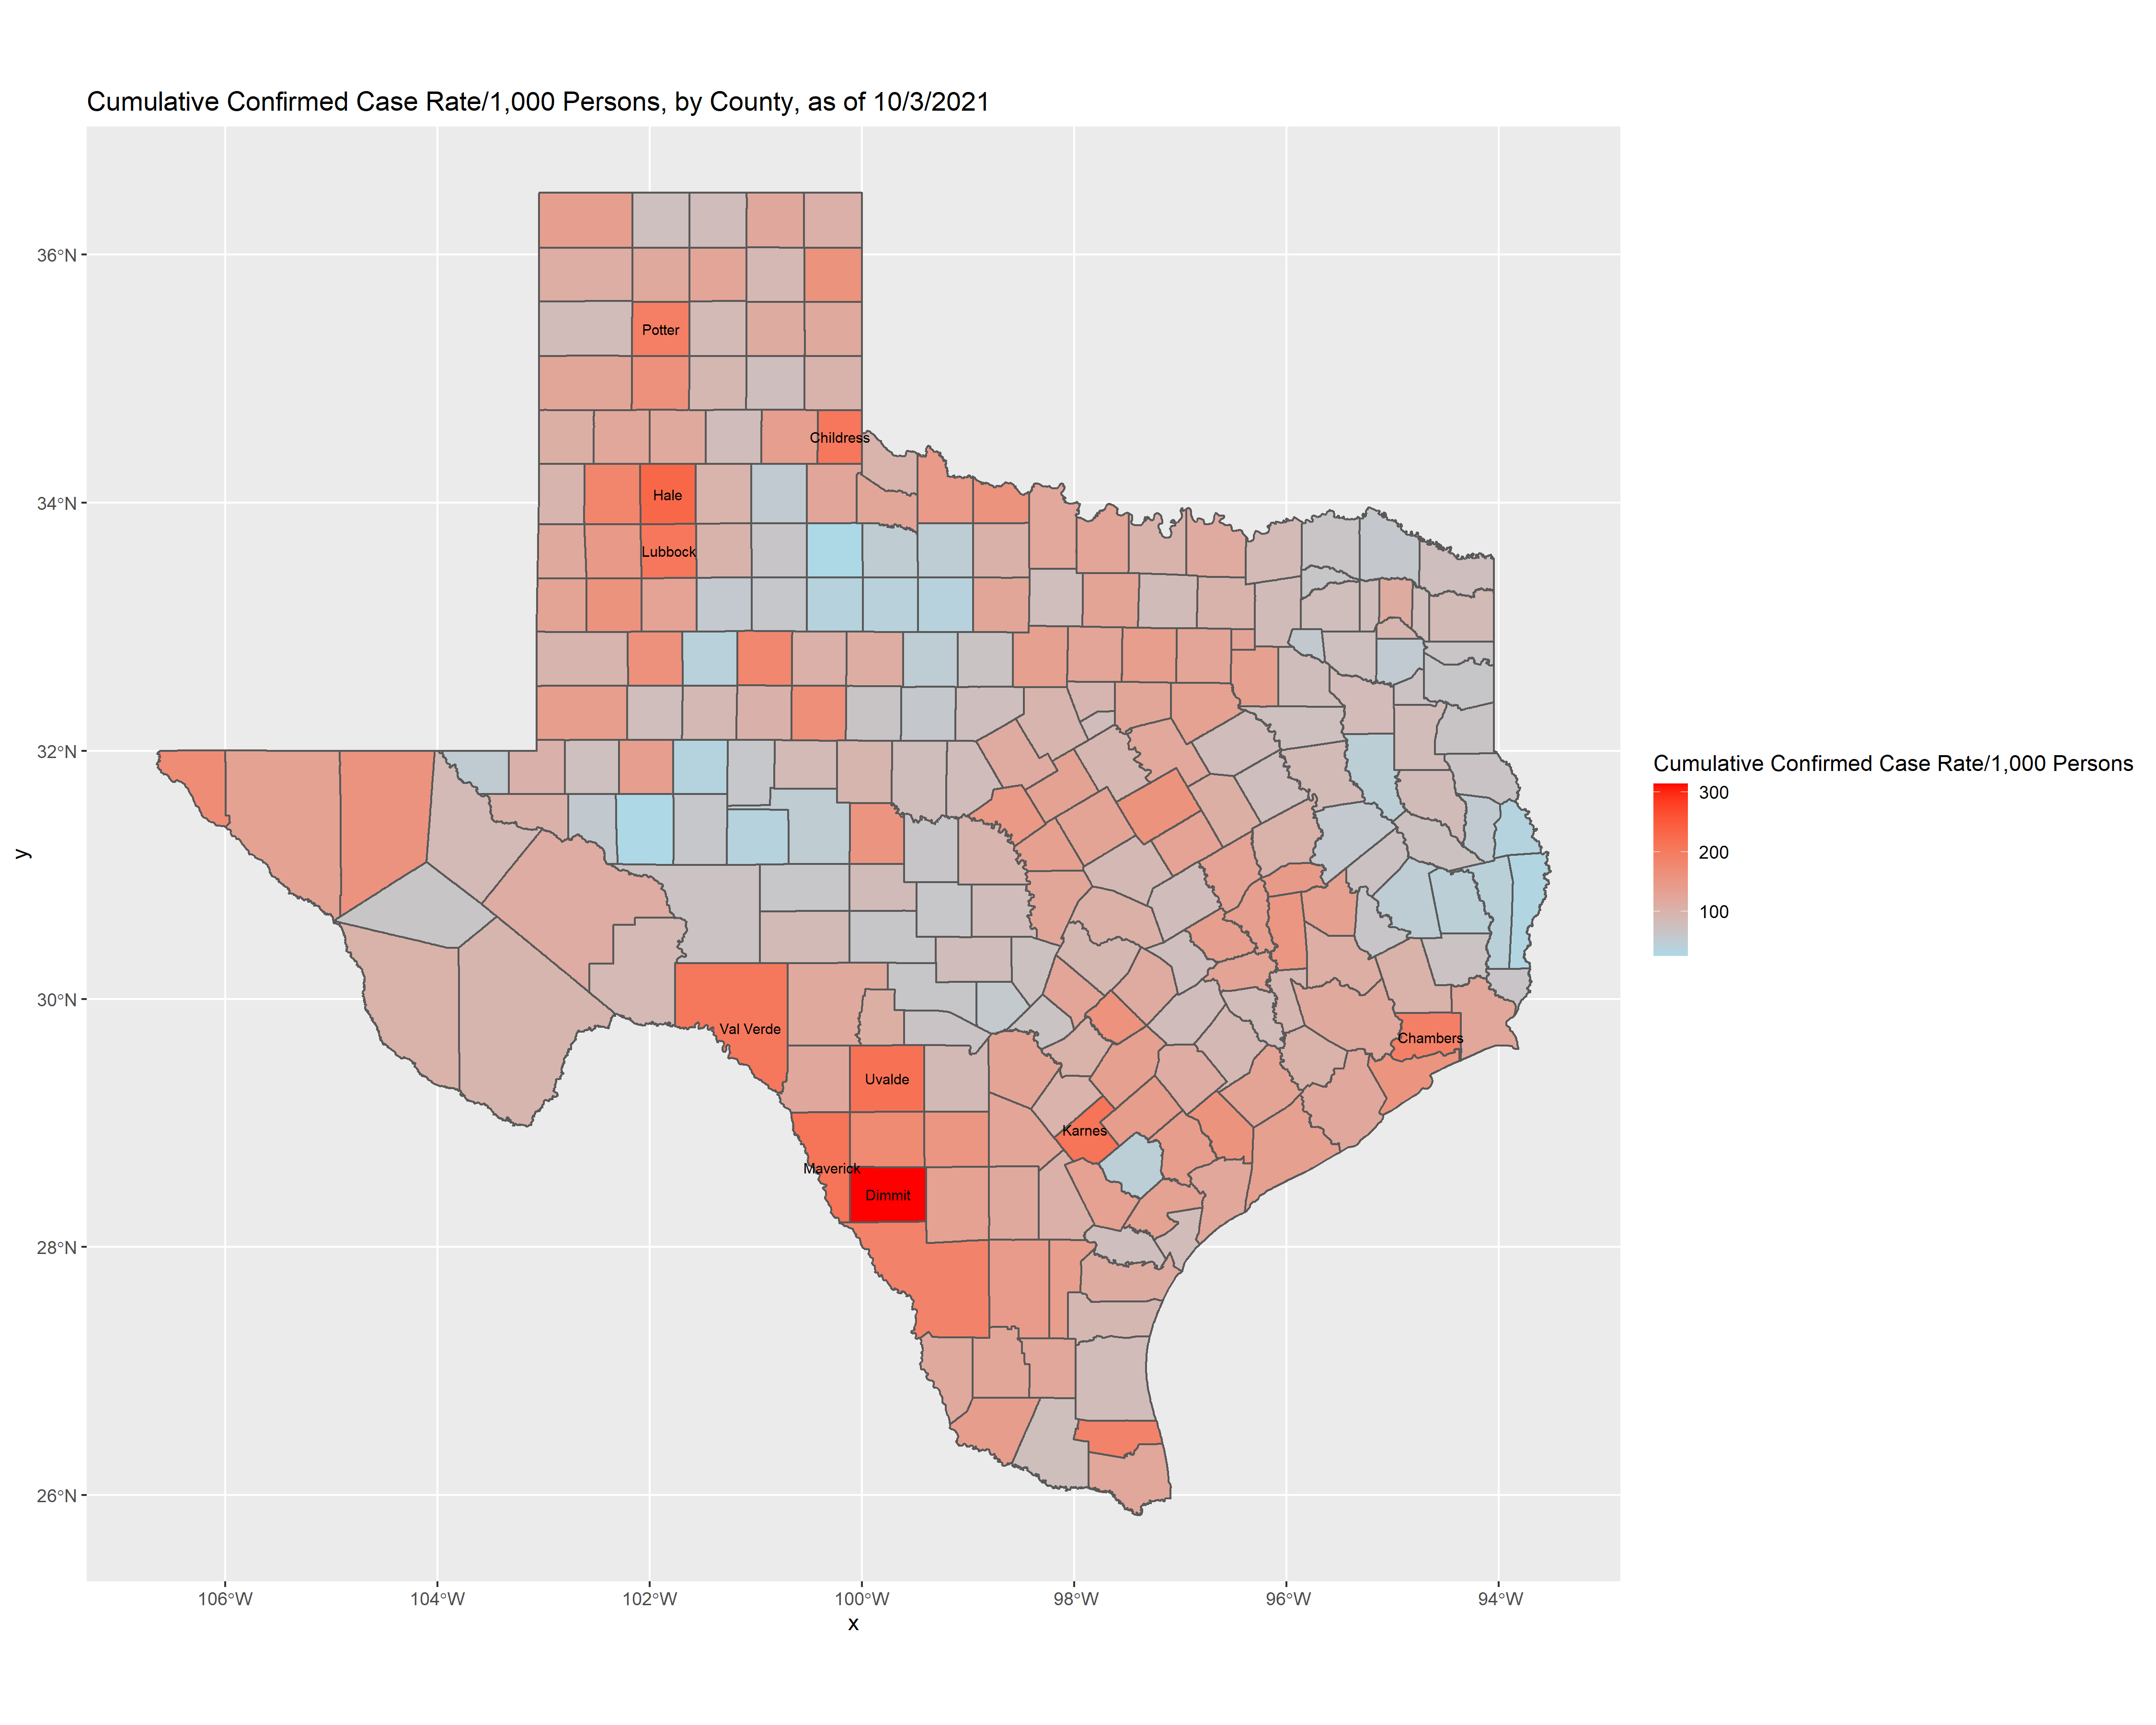 Cumulative Confirmed Case Rate/1,000 Persons, by County, as of 10/3/2021
36°N
34°N
32°N
30°N
28°N
26°N
y
Potter
Childress
Hale
Lubbock
Val Verde
Chambers
Uvalde
Karnes
Maverick
Dimmit
106°W
104°W
102°W
100°W
98°W
96°W
94°W
x
Cumulative Confirmed Case Rate/1,000 Persons
300
200
100